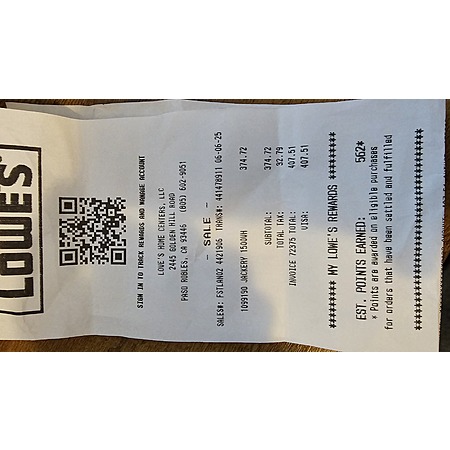 LOWE'S
SIGN IN TO TRACK REWARDS AND MANAGE ACCOUNT
LOWE'S HOME CENTERS, LLC
2445 GOLDEN HILL ROAD
PASO ROBLES, CA 93446 (805) 602-9051
- SALE -
SALES#: FSTLANO2 4421906 TRANS#: 441478911 06-06-25
1099190 JACKERY 1500WH 374.72
SUBTOTAL: 374.72
TOTAL TAX: 32.79
INVOICE 72375 TOTAL: 407.51
VISA: 407.51
******** MY LOWE'S REWARDS ********
EST. POINTS EARNED: 562*
* Points are awarded on eligible purchases
for orders that have been settled and fulfilled